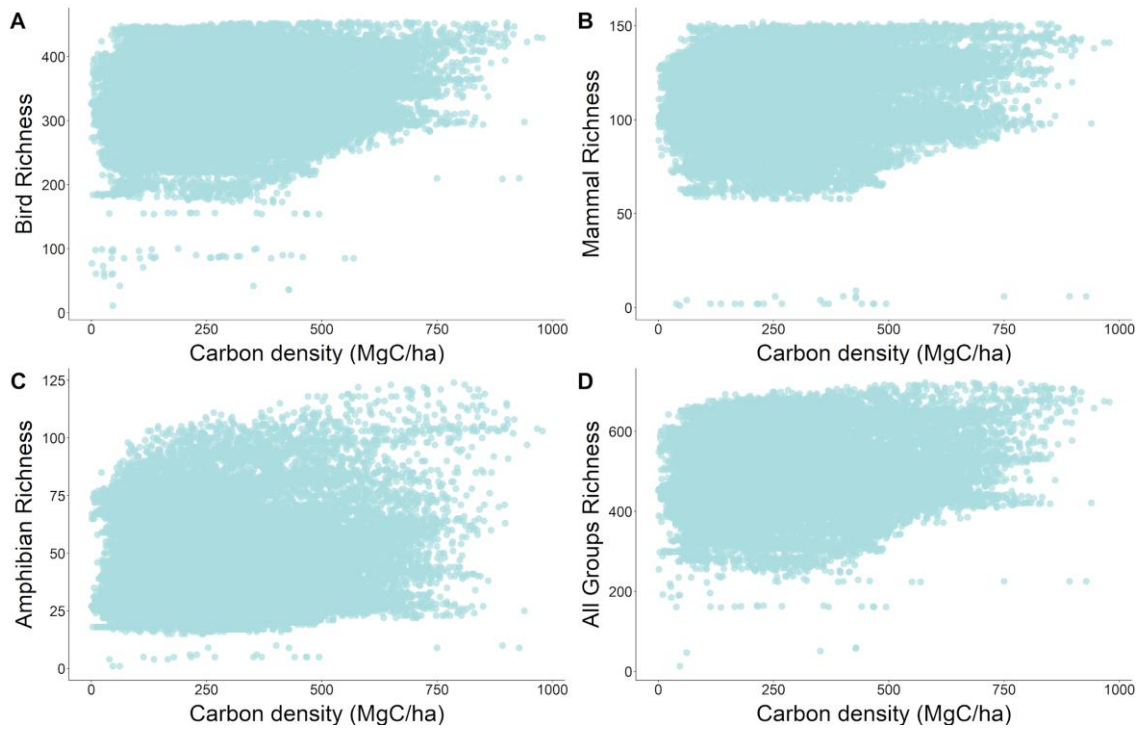 A
Bird Richness
400
300
200
100
0
0 250 500 750 1000
Carbon density (MgC/ha)
B
Mammal Richness
150
100
50
0
0 250 500 750 1000
Carbon density (MgC/ha)
C
Amphibian Richness
125
100
75
50
25
0
0 250 500 750 1000
Carbon density (MgC/ha)
D
All Groups Richness
600
400
200
0
0 250 500 750 1000
Carbon density (MgC/ha)